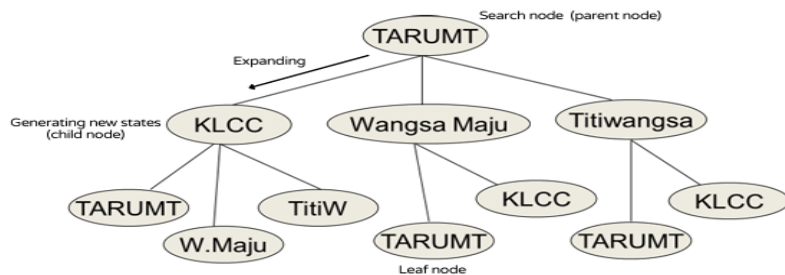 Search node (parent node)
TARUMT
Expanding
Generating new states
(child node)
KLCC
Wangsa Maju
Titiwangsa
TARUMT
W.Maju
TitiW
TARUMT
KLCC
TARUMT
KLCC
Leaf node